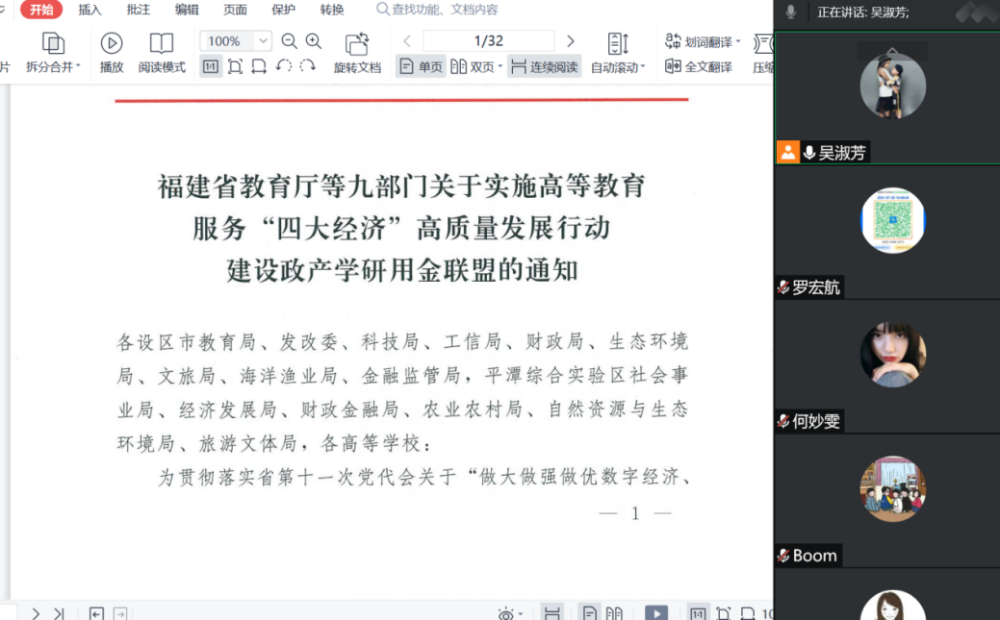 开始 插入 批注 编辑 页面 保护 转换 查找功能、文档内容
片 拆分合并 播放 阅读模式 100% 旋转文档 1/32 单页 双页 连续阅读 自动滚动 划词翻译 全文翻译 压缩
福建省教育厅等九部门关于实施高等教育
服务“四大经济”高质量发展行动
建设政产学研用金联盟的通知
各设区市教育局、发改委、科技局、工信局、财政局、生态环境
局、文旅局、海洋渔业局、金融监管局，平潭综合实验区社会事
业局、经济发展局、财政金融局、农业农村局、自然资源与生态
环境局、旅游文体局，各高等学校：
为贯彻落实省第十一次党代会关于“做大做强做优数字经济、
— 1 —
10
正在讲话: 吴淑芳;
吴淑芳
罗宏航
何妙雯
Boom